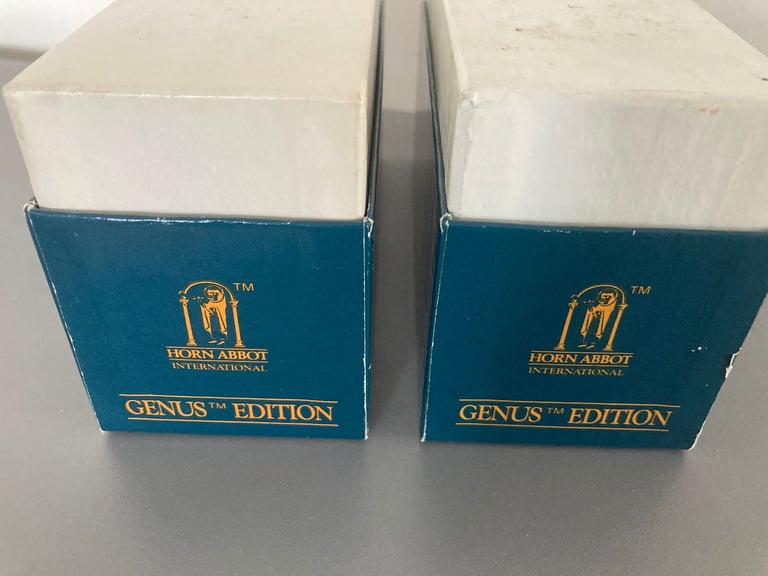 TM
HORN ABBOT
INTERNATIONAL
GENUS™ EDITION
TM
HORN ABBOT
INTERNATIONAL
GENUS™ EDITION